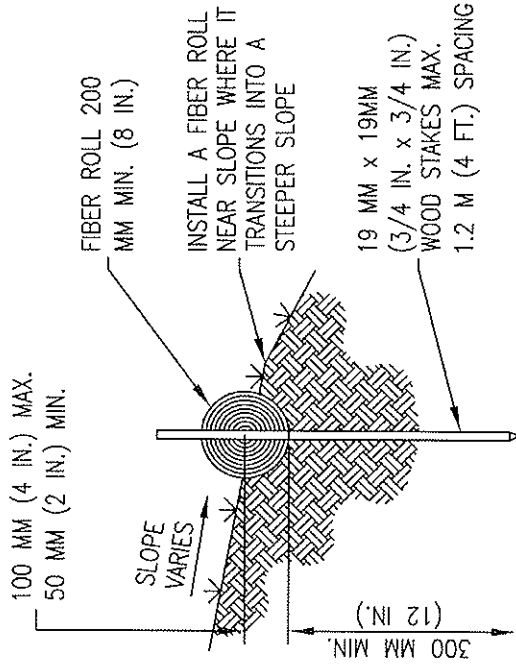 100 MM (4 IN.) MAX.
50 MM (2 IN.) MIN.
SLOPE
VARIES
FIBER ROLL 200
MM MIN. (8 IN.)
INSTALL A FIBER ROLL
NEAR SLOPE WHERE IT
TRANSITIONS INTO A
STEEPER SLOPE
19 MM x 19MM
(3/4 IN. x 3/4 IN.)
WOOD STAKES MAX.
1.2 M (4 FT.) SPACING
300 MM MIN.
(12 IN.)